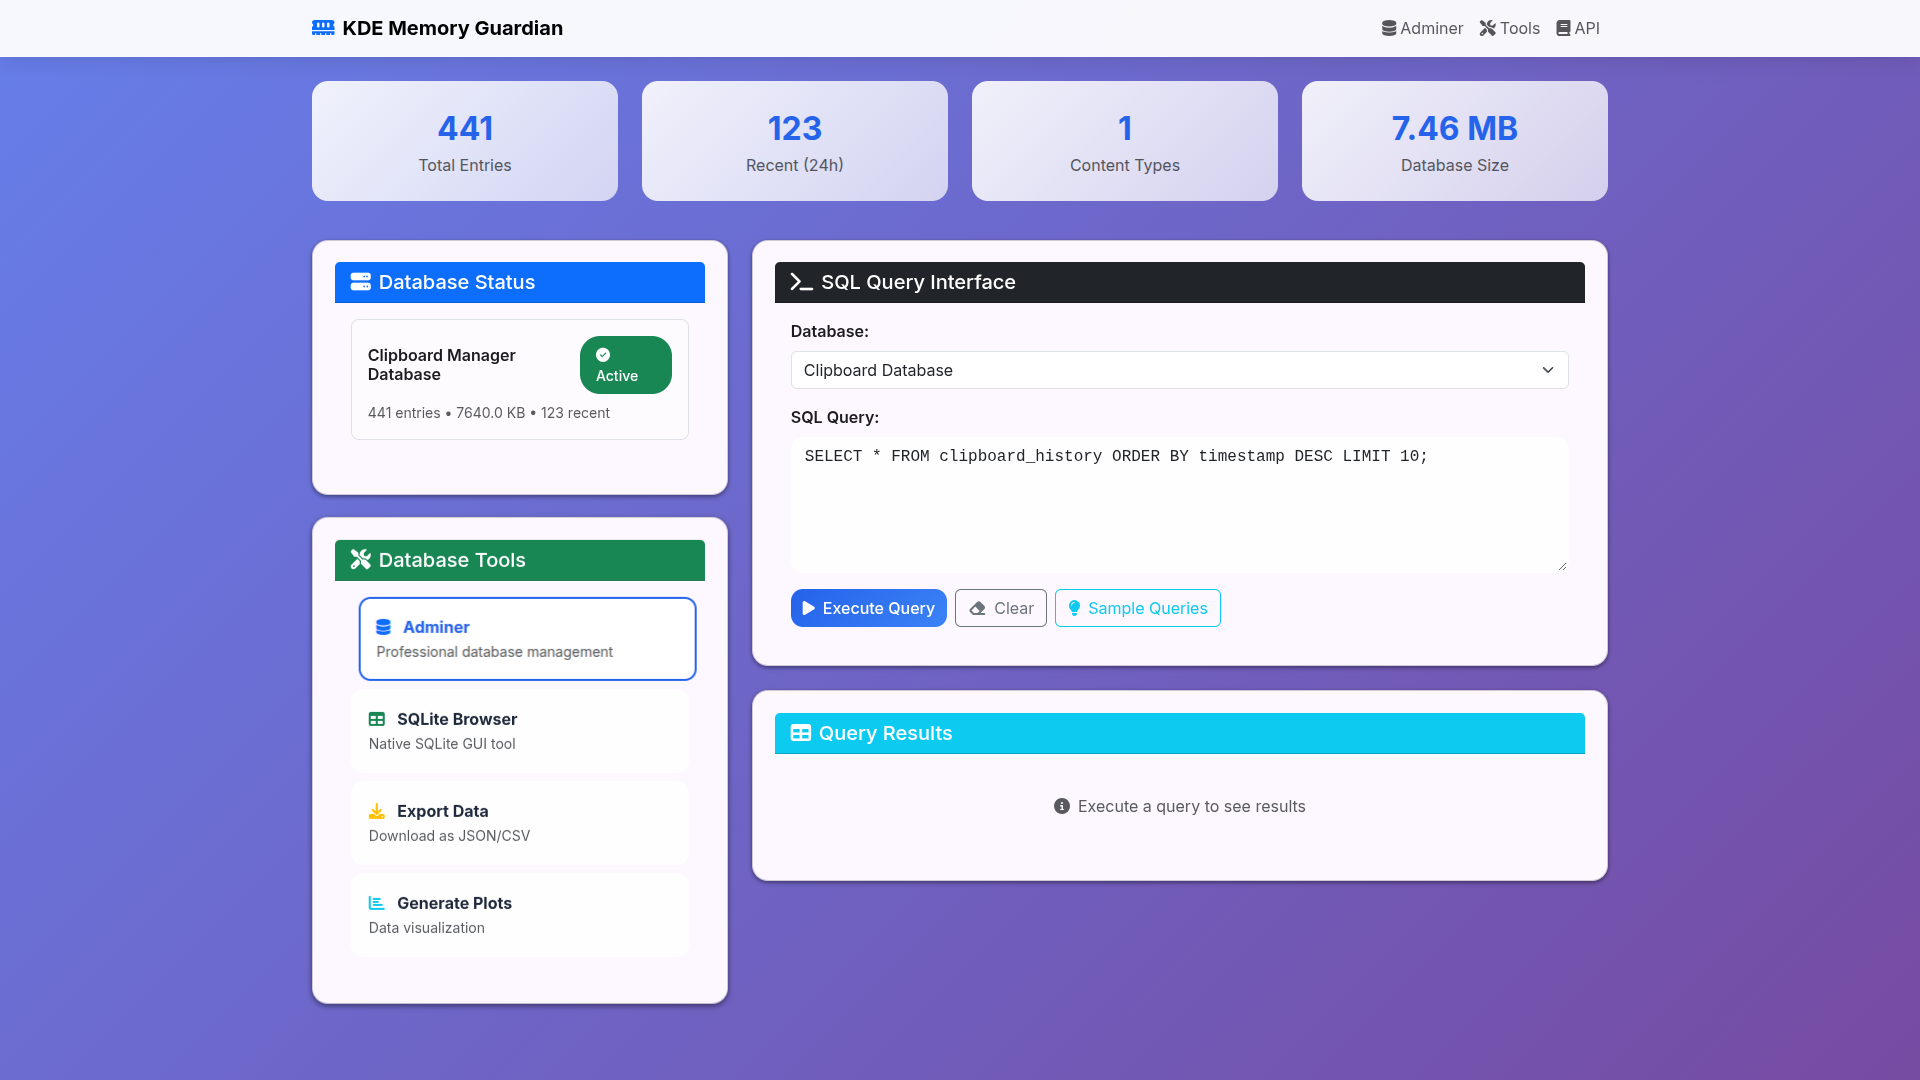 KDE Memory Guardian
Adminer
Tools
API
441
Total Entries
123
Recent (24h)
1
Content Types
7.46 MB
Database Size
Database Status
Clipboard Manager
Database
Active
441 entries • 7640.0 KB • 123 recent
Database Tools
Adminer
Professional database management
SQLite Browser
Native SQLite GUI tool
Export Data
Download as JSON/CSV
Generate Plots
Data visualization
SQL Query Interface
Database:
Clipboard Database
SQL Query:
SELECT * FROM clipboard_history ORDER BY timestamp DESC LIMIT 10;
Execute Query
Clear
Sample Queries
Query Results
Execute a query to see results